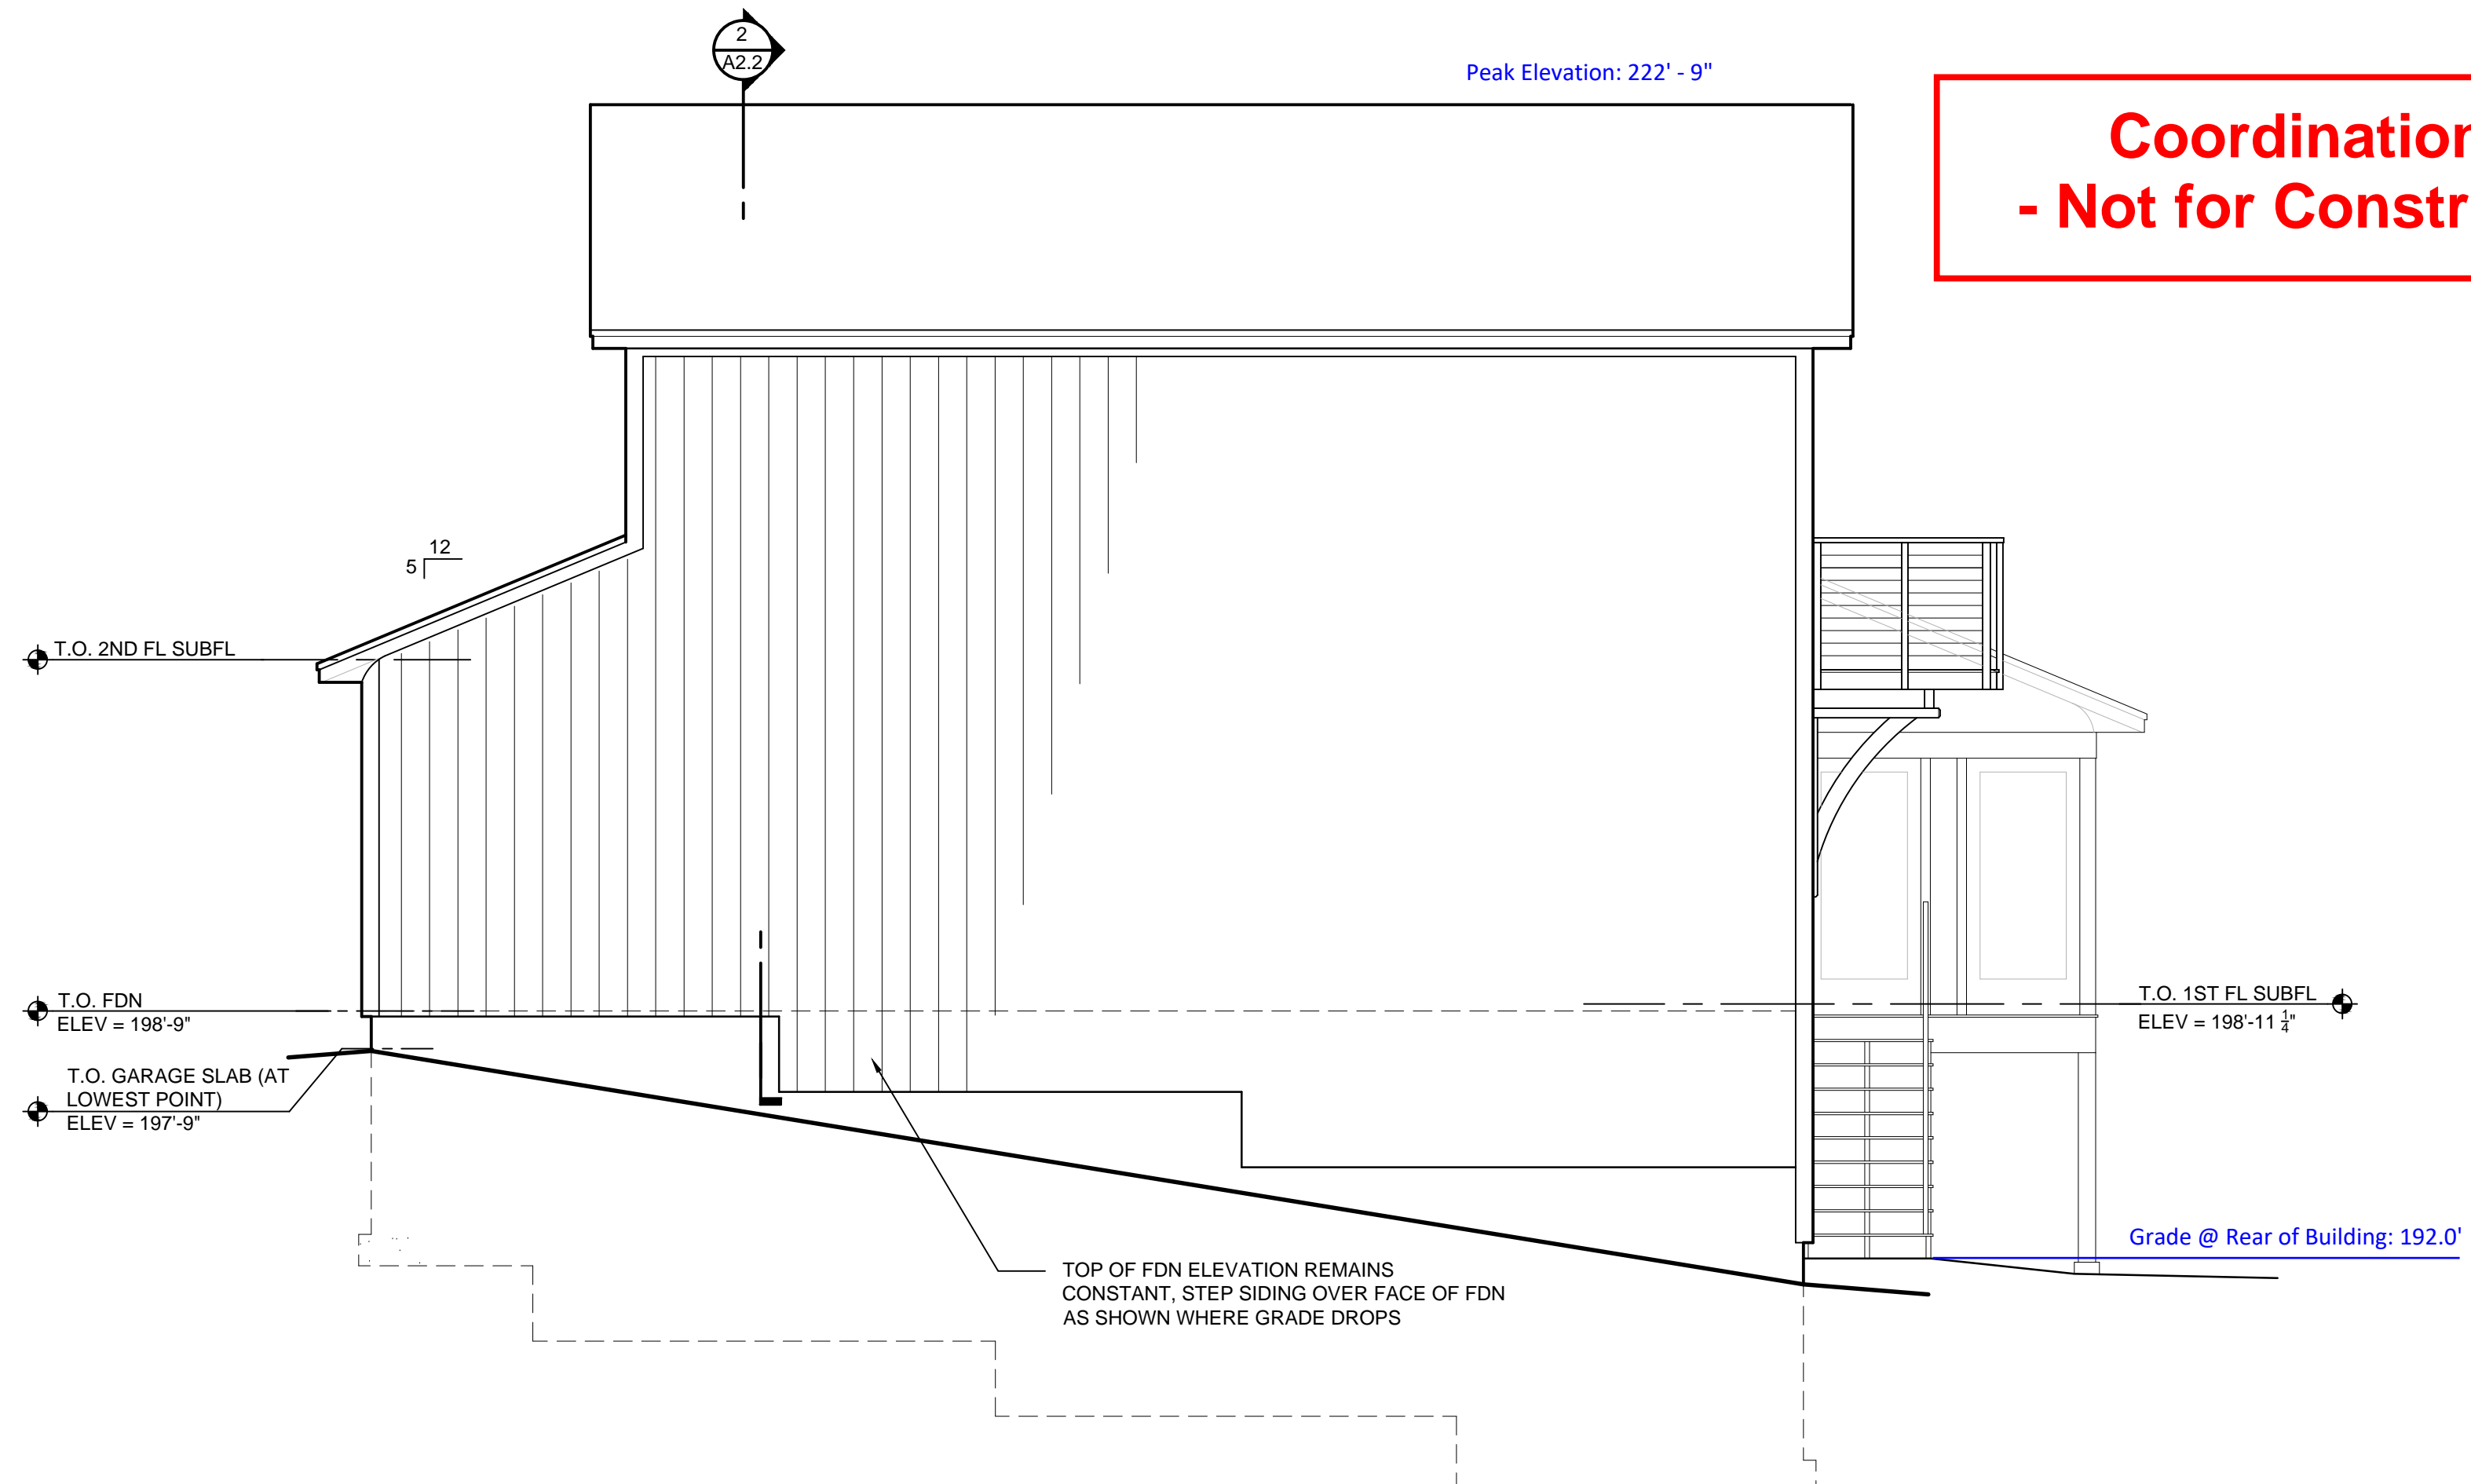 2
A2.2
Peak Elevation: 222' - 9"
Coordination
- Not for Constr
12
5
T.O. 2ND FL SUBFL
T.O. FDN
ELEV = 198'-9"
T.O. GARAGE SLAB (AT
LOWEST POINT)
ELEV = 197'-9"
T.O. 1ST FL SUBFL
ELEV = 198'-11 1/4"
Grade @ Rear of Building: 192.0'
TOP OF FDN ELEVATION REMAINS
CONSTANT, STEP SIDING OVER FACE OF FDN
AS SHOWN WHERE GRADE DROPS